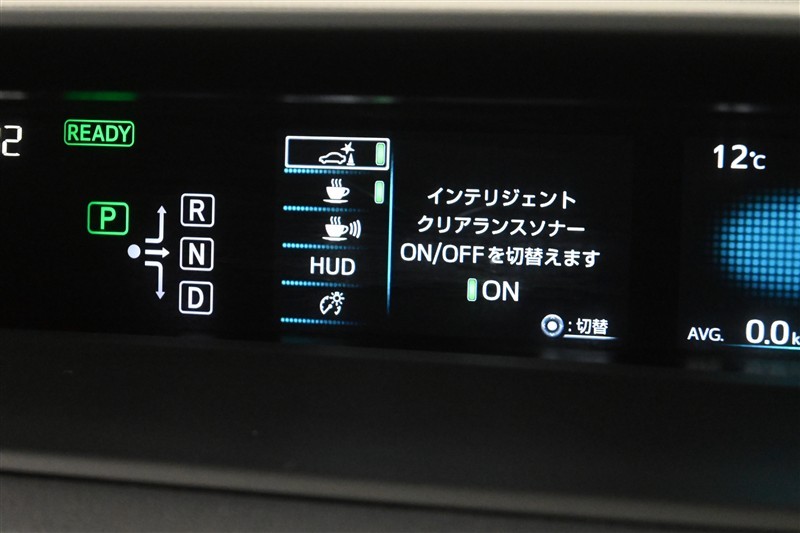 READY
12℃
P
R
N
D
HUD
インテリジェント
クリアランスソナー
ON/OFFを切替えます
ON
:切替
AVG. 0.0